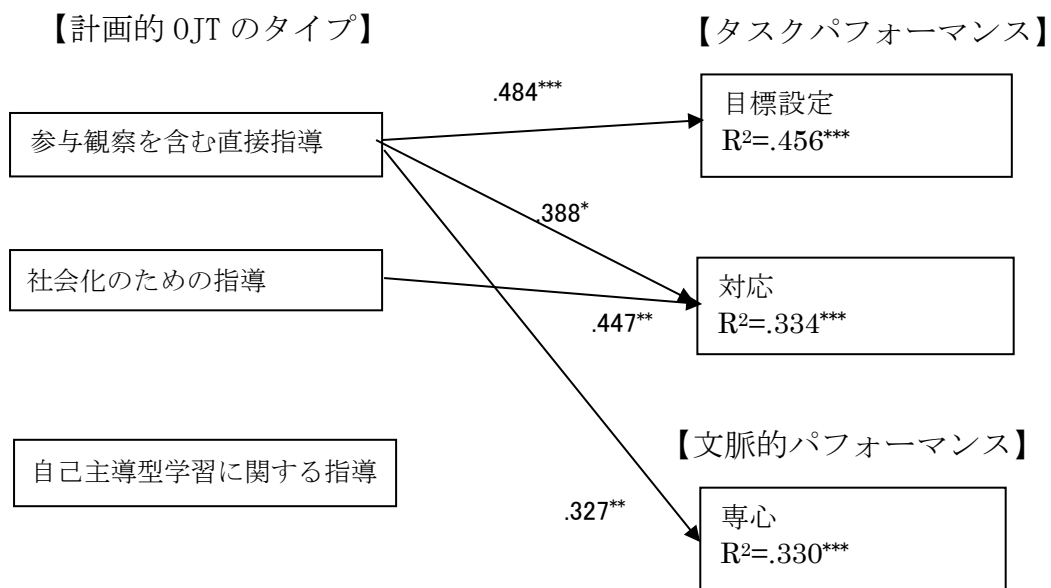 【計画的 OJT のタイプ】
【タスクパフォーマンス】
.484***
目標設定
R²=.456***
参与観察を含む直接指導
.388*
社会化のための指導
対応
R²=.334***
.447**
【文脈的パフォーマンス】
自己主導型学習に関する指導
.327**
専心
R²=.330***